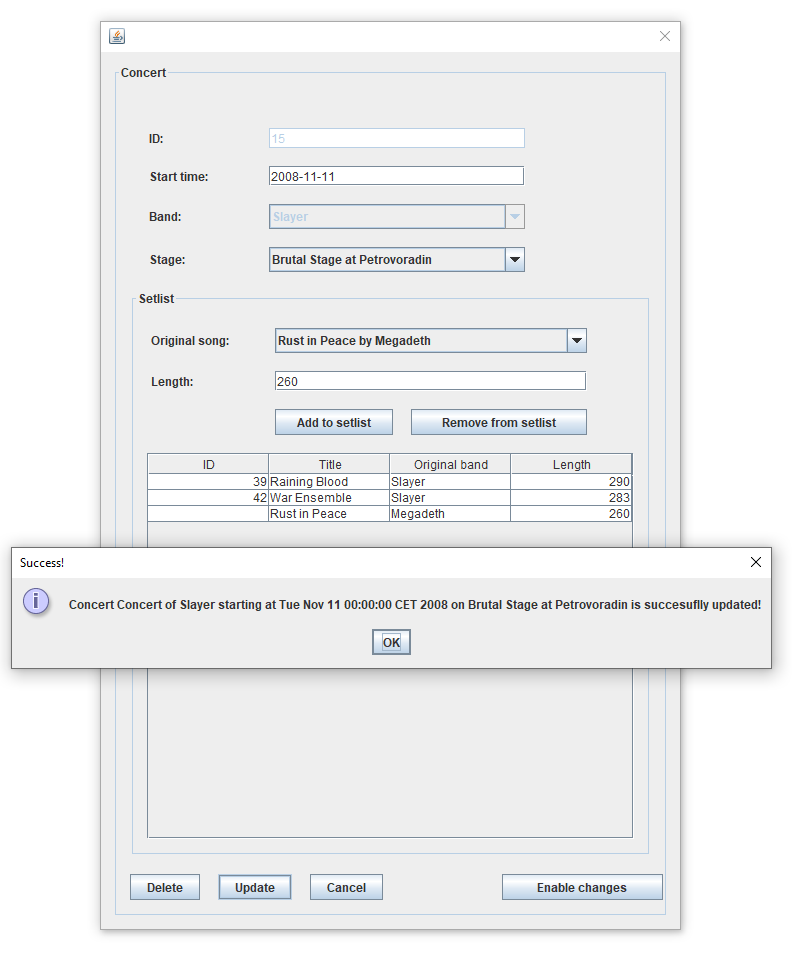 Concert
ID: 15
Start time: 2008-11-11
Band: Slayer
Stage: Brutal Stage at Petrovoradin
Setlist
Original song: Rust in Peace by Megadeth
Length: 260
Add to setlist Remove from setlist
ID Title Original band Length
39 Raining Blood Slayer 290
42 War Ensemble Slayer 283
Rust in Peace Megadeth 260
Success!
Concert Concert of Slayer starting at Tue Nov 11 00:00:00 CET 2008 on Brutal Stage at Petrovoradin is succesuflly updated!
OK
Delete Update Cancel Enable changes